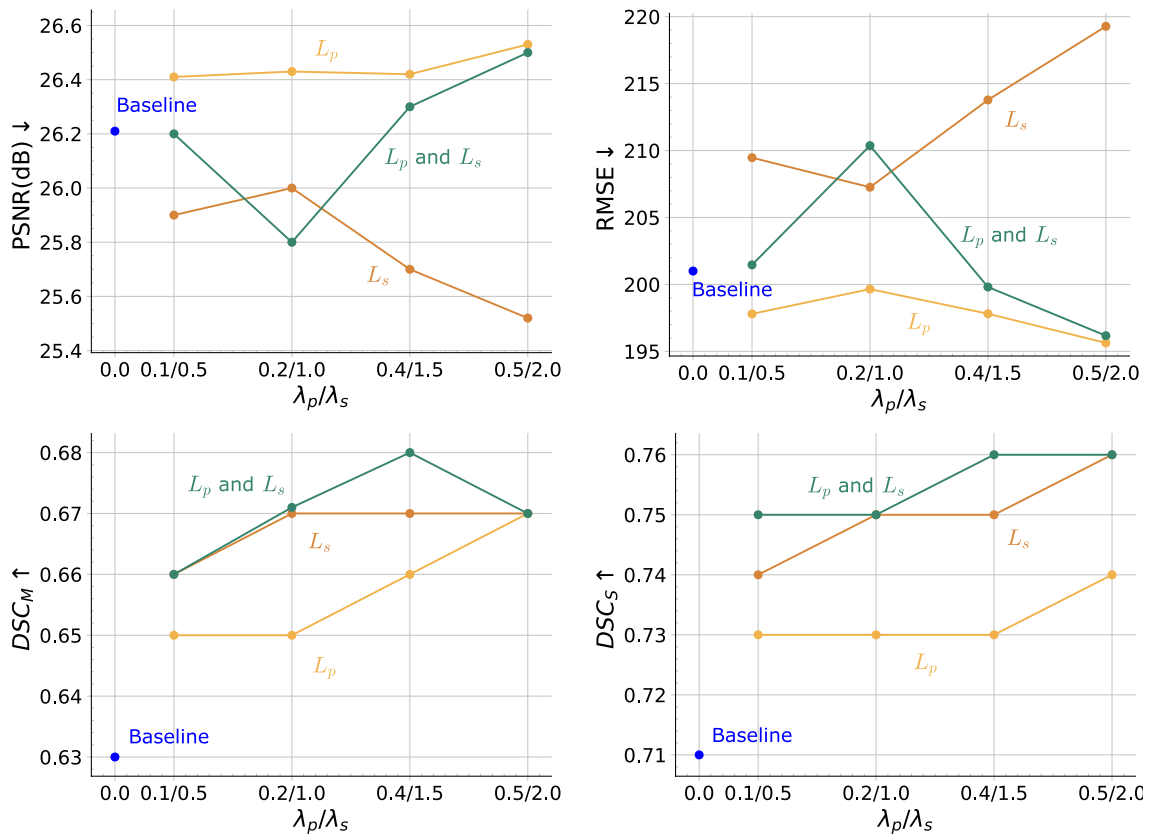 26.6
26.4
26.2
26.0
25.8
25.6
25.4
PSNR(dB) ↓
L_p
Baseline
L_p and L_s
L_s
0.0 0.1/0.5 0.2/1.0 0.4/1.5 0.5/2.0
λ_p/λ_s
220
215
210
205
200
195
RMSE ↓
L_s
L_p and L_s
Baseline
L_p
0.0 0.1/0.5 0.2/1.0 0.4/1.5 0.5/2.0
λ_p/λ_s
0.68
0.67
0.66
0.65
0.64
0.63
DSC_M ↑
L_p and L_s
L_s
L_p
Baseline
0.0 0.1/0.5 0.2/1.0 0.4/1.5 0.5/2.0
λ_p/λ_s
0.76
0.75
0.74
0.73
0.72
0.71
DSC_S ↑
L_p and L_s
L_s
L_p
Baseline
0.0 0.1/0.5 0.2/1.0 0.4/1.5 0.5/2.0
λ_p/λ_s